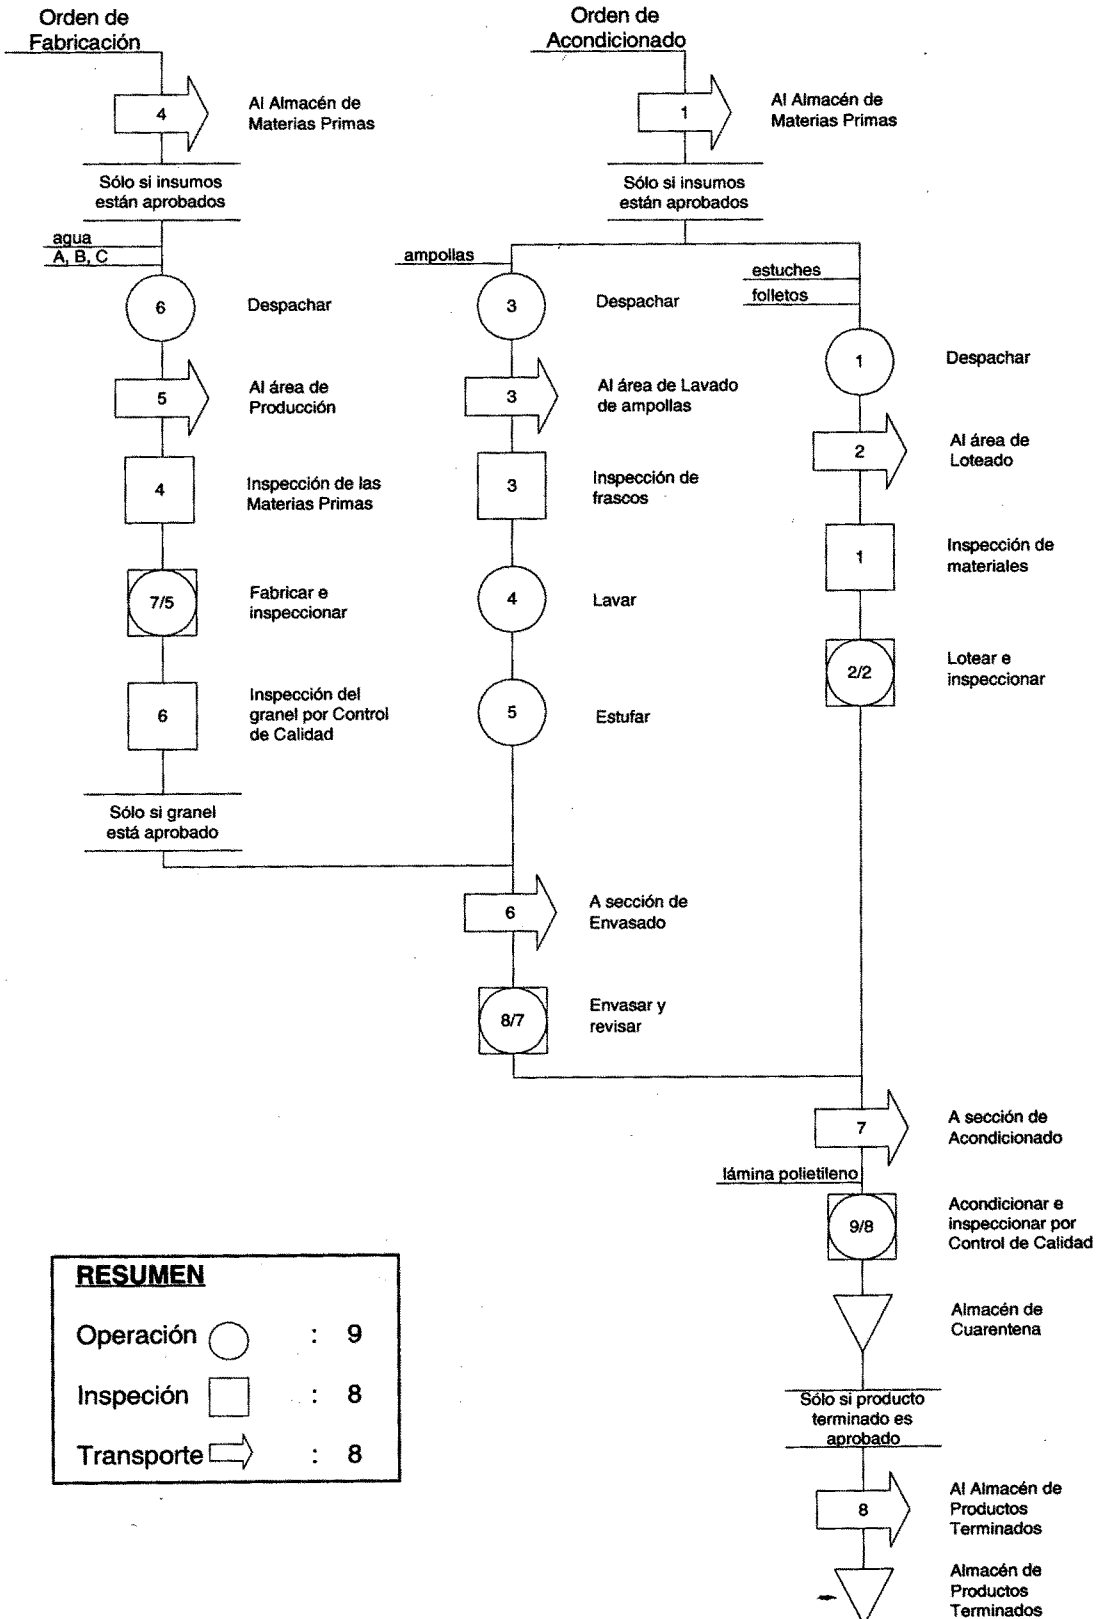 Orden de
Fabricación
4
Al Almacén de
Materias Primas
Sólo si insumos
están aprobados
agua
A, B, C
6
Despachar
5
Al área de
Producción
4
Inspección de las
Materias Primas
7/5
Fabricar e
inspeccionar
6
Inspección del
granel por Control
de Calidad
Sólo si granel
está aprobado
Orden de
Acondicionado
1
Al Almacén de
Materias Primas
Sólo si insumos
están aprobados
ampollas
3
Despachar
3
Al área de Lavado
de ampollas
3
Inspección de
frascos
4
Lavar
5
Estufar
6
A sección de
Envasado
8/7
Envasar y
revisar
estuches
folletos
1
Despachar
2
Al área de
Loteado
1
Inspección de
materiales
2/2
Lotear e
inspeccionar
7
A sección de
Acondicionado
lámina polietileno
9/8
Acondicionar e
inspeccionar por
Control de Calidad
Almacén de
Cuarentena
Sólo si producto
terminado es
aprobado
8
Al Almacén de
Productos
Terminados
Almacén de
Productos
Terminados
RESUMEN
Operación : 9
Inspeción : 8
Transporte : 8